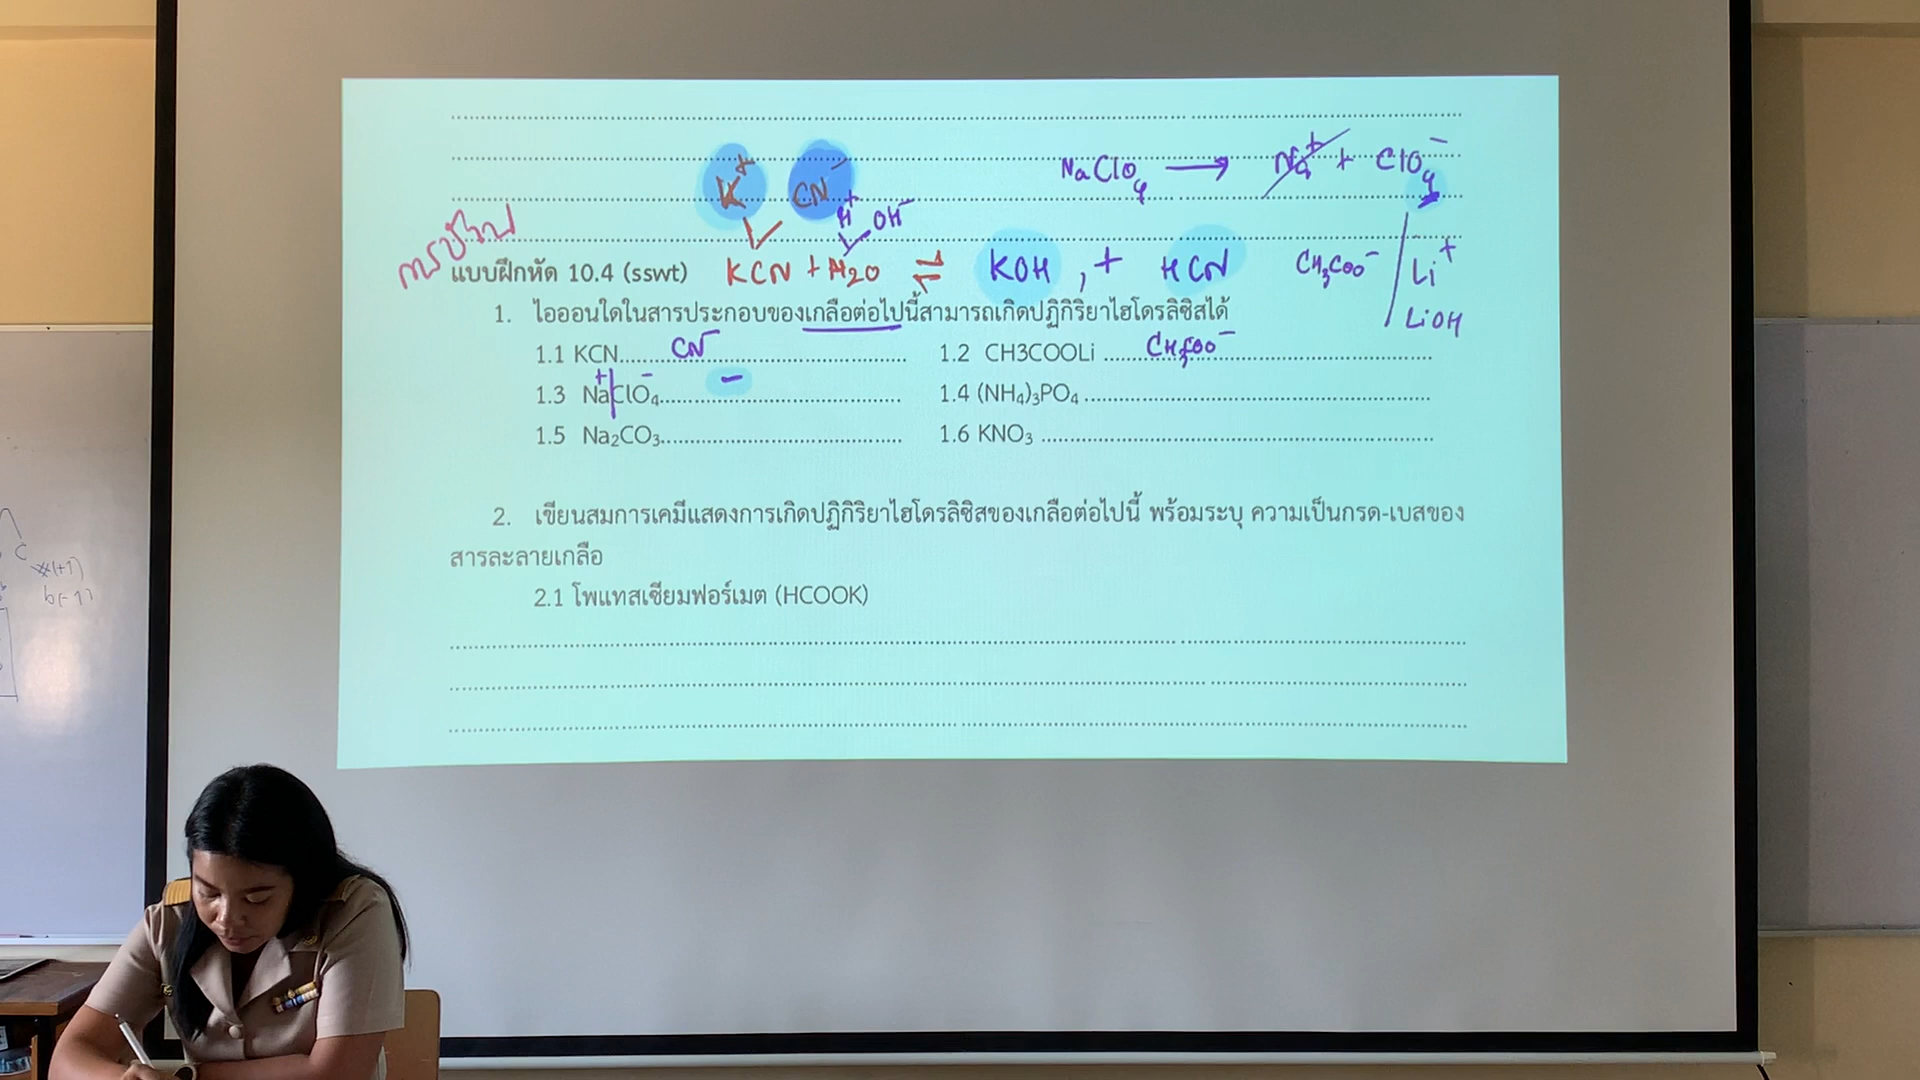 K+ CN-
H+ OH-
NaClO4 → Na+ + ClO4-
การบ้าน
แบบฝึกหัด 10.4 (sswt) KCN + H2O ⇌ KOH , + HCN
CH3COO- Li+
LiOH
1. ไอออนใดในสารประกอบของเกลือต่อไปนี้สามารถเกิดปฏิกิริยาไฮโดรลิซิสได้
1.1 KCN CN- 1.2 CH3COOLi CH3COO-
1.3 NaClO4 + - - 1.4 (NH4)3PO4
1.5 Na2CO3 1.6 KNO3
2. เขียนสมการเคมีแสดงการเกิดปฏิกิริยาไฮโดรลิซิสของเกลือต่อไปนี้ พร้อมระบุ ความเป็นกรด-เบสของ
สารละลายเกลือ
2.1 โพแทสเซียมฟอร์เมต (HCOOK)
C
(+1)
b(-1)